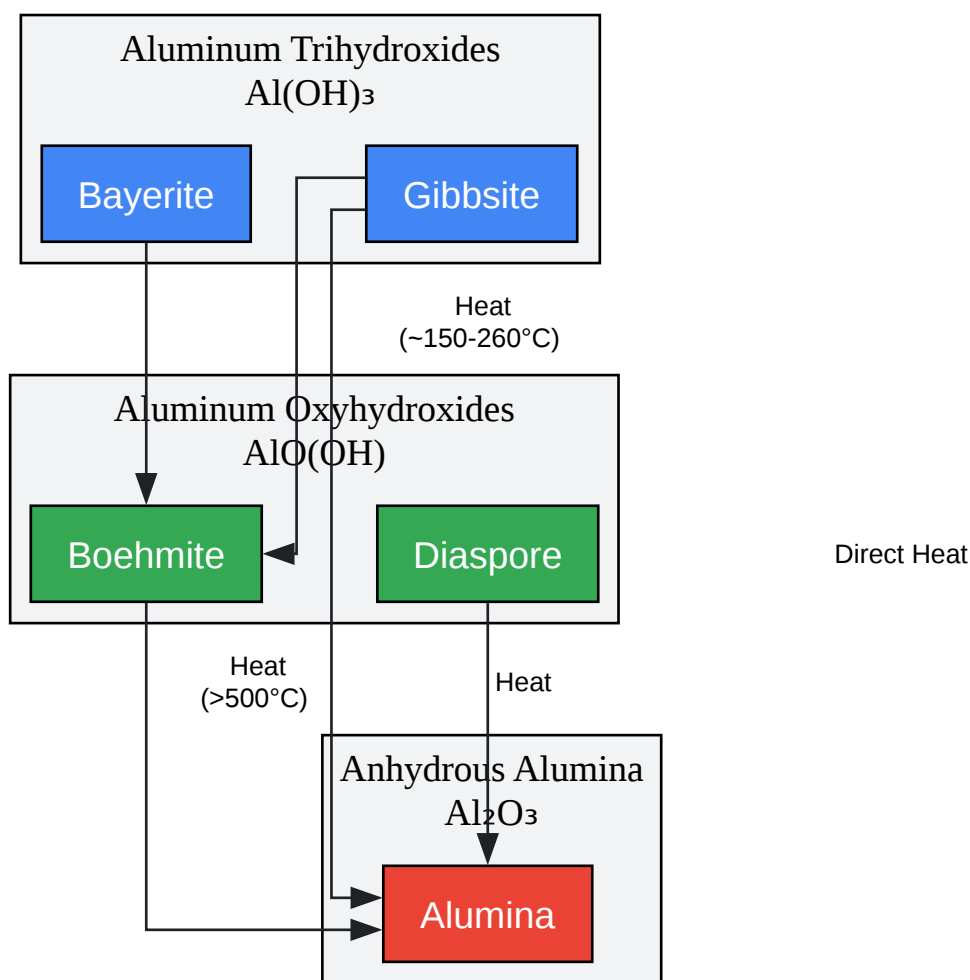 Aluminum Trihydroxides
Al(OH)₃
Bayerite
Gibbsite
Heat
(~150-260°C)
Aluminum Oxyhydroxides
AlO(OH)
Boehmite
Diaspore
Direct Heat
Heat
(>500°C)
Heat
Anhydrous Alumina
Al₂O₃
Alumina